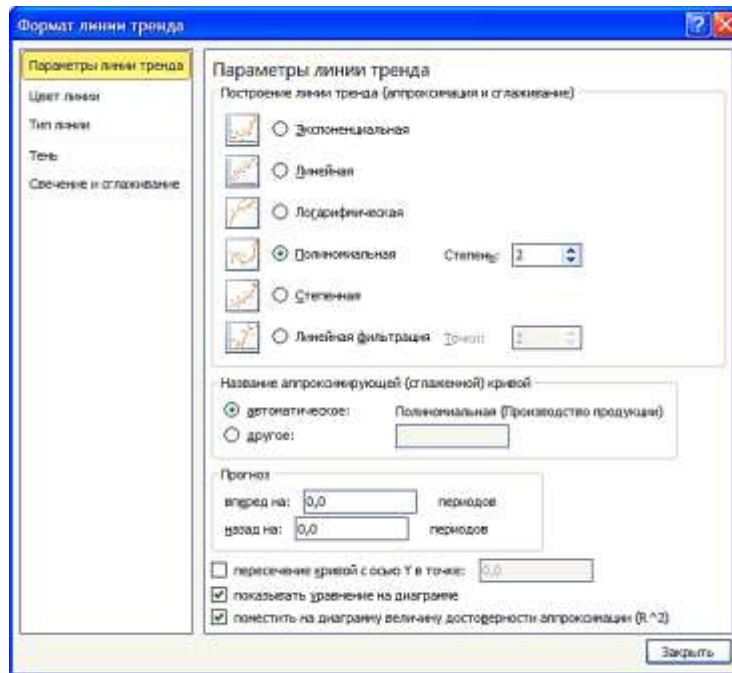 Формат линии тренда
Параметры линии тренда
Цвет линии
Тип линии
Тень
Свечение и сглаживание
Параметры линии тренда
Построение линии тренда (аппроксимация и сглаживание)
Экспоненциальная
Линейная
Логарифмическая
Полиномиальная Степень: 2
Степенная
Линейная фильтрация Точки: 2
Название аппроксимирующей (сглаженной) кривой
автоматическое: Полиномиальная (Производство продукции)
другое:
Прогноз
вперед на: 0,0 периодов
назад на: 0,0 периодов
пересечение кривой с осью Y в точке: 0,0
показывать уравнение на диаграмме
поместить на диаграмму величину достоверности аппроксимации (R^2)
Закрыть